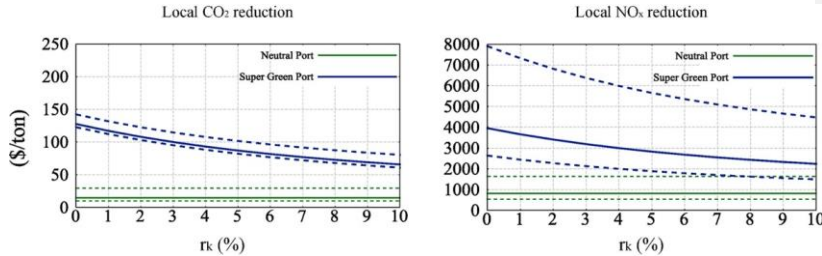 Local CO₂ reduction
250
200
150
100
50
0
($/ton)
Neutral Port
Super Green Port
0 1 2 3 4 5 6 7 8 9 10
rk (%)
Local NOx reduction
8000
7000
6000
5000
4000
3000
2000
1000
0
Neutral Port
Super Green Port
0 1 2 3 4 5 6 7 8 9 10
rk (%)